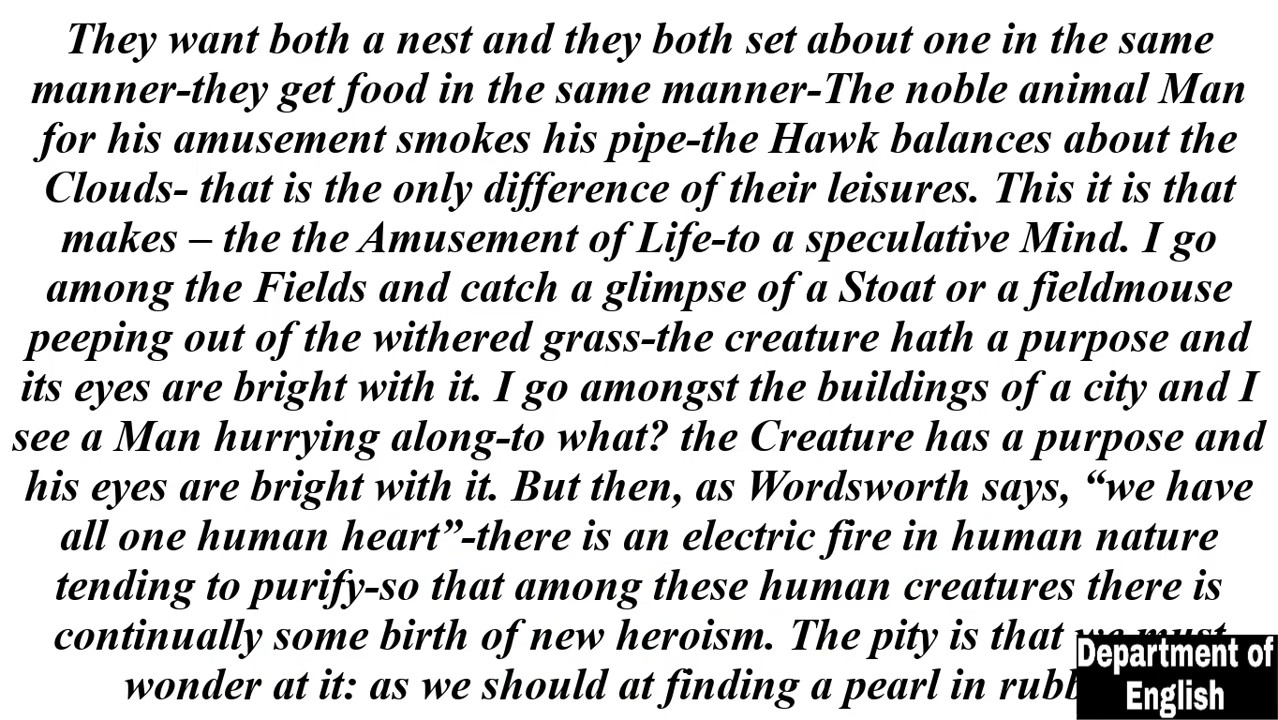 They want both a nest and they both set about one in the same
manner-they get food in the same manner-The noble animal Man
for his amusement smokes his pipe-the Hawk balances about the
Clouds- that is the only difference of their leisures. This it is that
makes – the the Amusement of Life-to a speculative Mind. I go
among the Fields and catch a glimpse of a Stoat or a fieldmouse
peeping out of the withered grass-the creature hath a purpose and
its eyes are bright with it. I go amongst the buildings of a city and I
see a Man hurrying along-to what? the Creature has a purpose and
his eyes are bright with it. But then, as Wordsworth says, “we have
all one human heart”-there is an electric fire in human nature
tending to purify-so that among these human creatures there is
continually some birth of new heroism. The pity is that we must
wonder at it: as we should at finding a pearl in
Department of
English